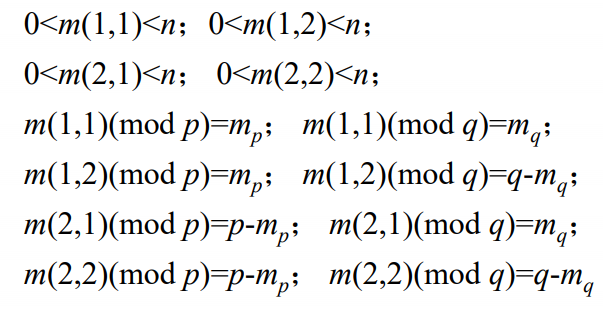 0<m(1,1)<n；0<m(1,2)<n；
0<m(2,1)<n； 0<m(2,2)<n；
m(1,1)(mod p)=mp； m(1,1)(mod q)=mq；
m(1,2)(mod p)=mp； m(1,2)(mod q)=q-mq；
m(2,1)(mod p)=p-mp； m(2,1)(mod q)=mq；
m(2,2)(mod p)=p-mp； m(2,2)(mod q)=q-mq